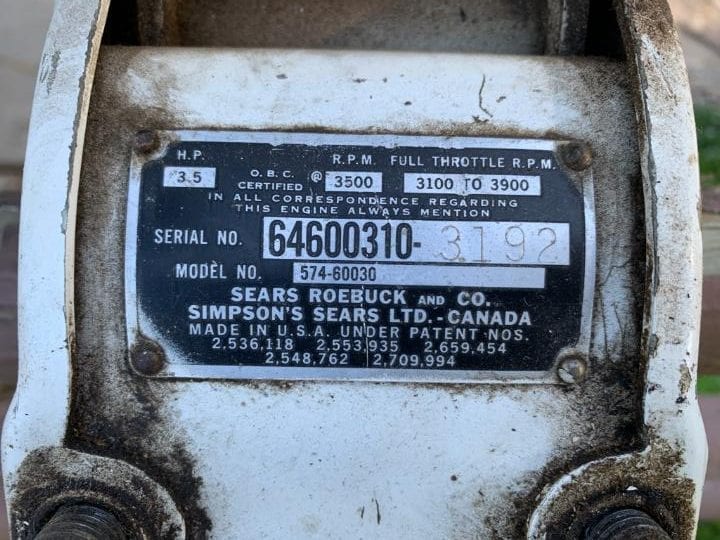 H.P. R.P.M. FULL THROTTLE R.P.M.
3.5 O.B.C. CERTIFIED @ 3500 3100 TO 3900
IN ALL CORRESPONDENCE REGARDING
THIS ENGINE ALWAYS MENTION
SERIAL NO. 64600310- 3192
MODEL NO. 574-60030
SEARS ROEBUCK AND CO.
SIMPSON'S SEARS LTD.-CANADA
MADE IN U.S.A. UNDER PATENT NOS.
2,536,118 2,553,935 2,659,454
2,548,762 2,709,994